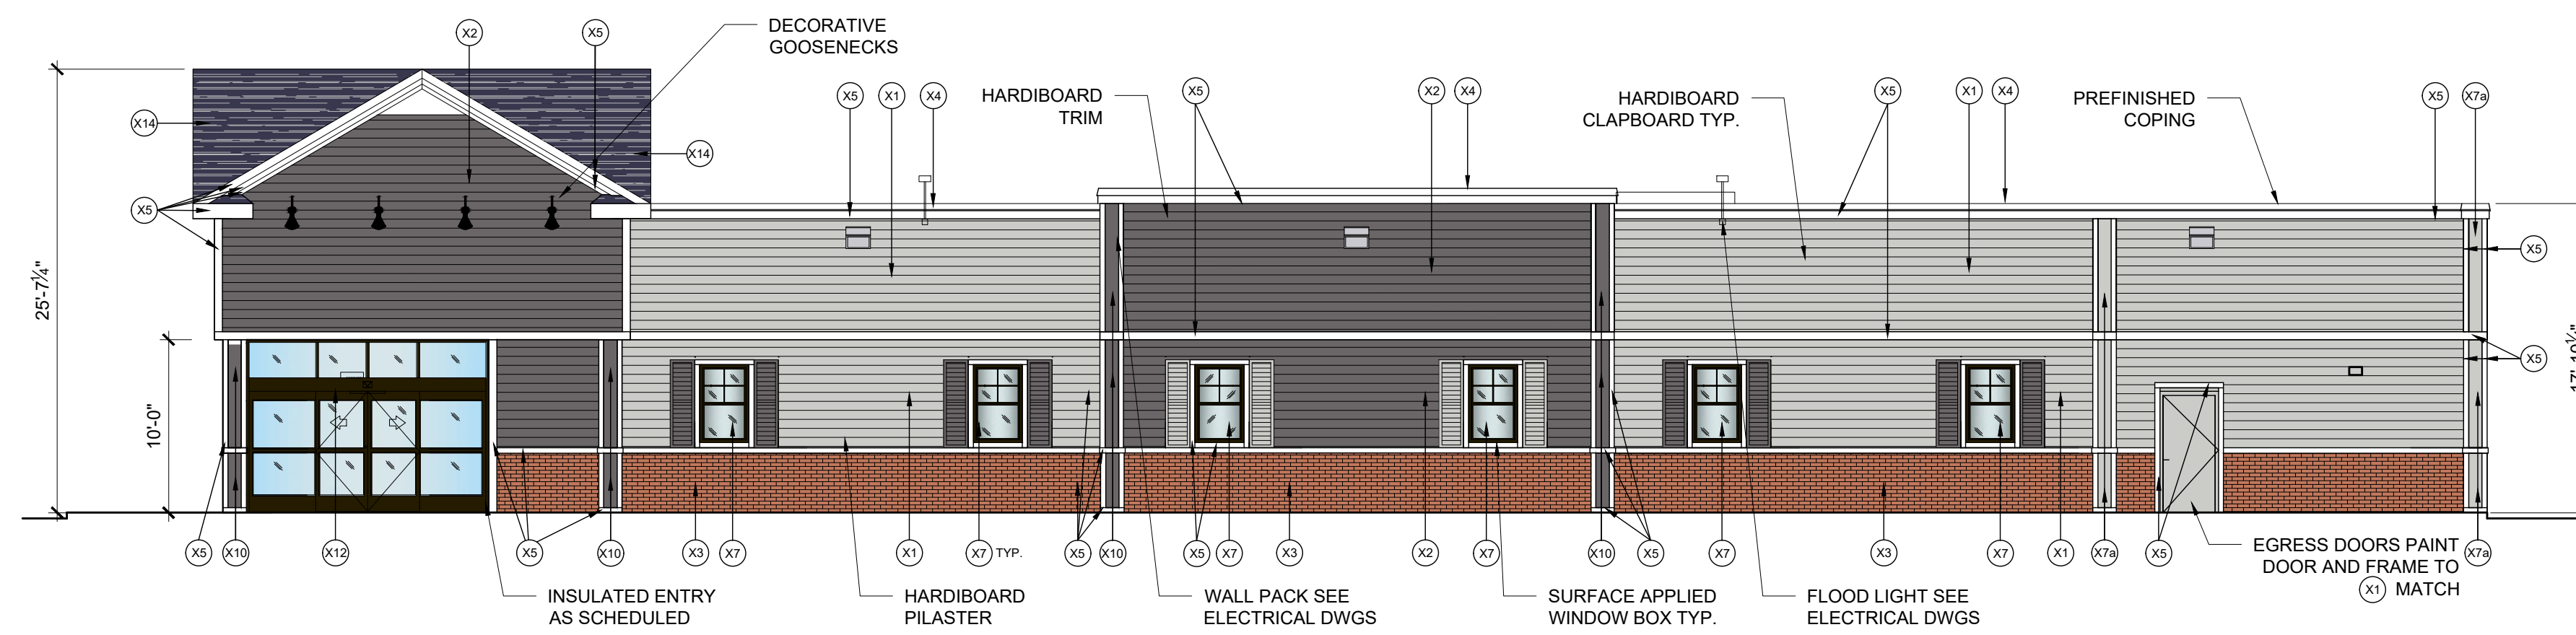 DECORATIVE
GOOSENECKS
X2
X5
X5
X1
X4
HARDIBOARD
TRIM
X5
X2
X4
HARDIBOARD
CLAPBOARD TYP.
X5
X1
X4
PREFINISHED
COPING
X5
X7a
X14
X14
X5
X5
X5
25'-7¼"
10'-0"
X5
X10
X12
X5
X10
X3
X7
X1
X7 TYP.
X5
X10
X5
X7
X3
X2
X7
X10
X5
X7
X3
X7
X1
X7a
X5
X7a
EGRESS DOORS PAINT
DOOR AND FRAME TO
X1 MATCH
INSULATED ENTRY
AS SCHEDULED
HARDIBOARD
PILASTER
WALL PACK SEE
ELECTRICAL DWGS
SURFACE APPLIED
WINDOW BOX TYP.
FLOOD LIGHT SEE
ELECTRICAL DWGS